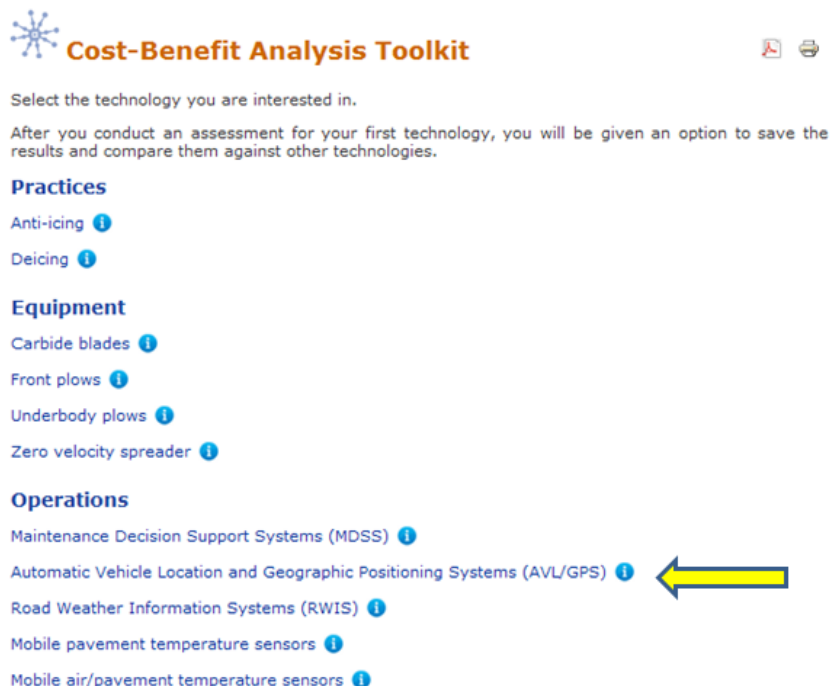 Cost-Benefit Analysis Toolkit
Select the technology you are interested in.
After you conduct an assessment for your first technology, you will be given an option to save the
results and compare them against other technologies.
Practices
Anti-icing
Deicing
Equipment
Carbide blades
Front plows
Underbody plows
Zero velocity spreader
Operations
Maintenance Decision Support Systems (MDSS)
Automatic Vehicle Location and Geographic Positioning Systems (AVL/GPS)
Road Weather Information Systems (RWIS)
Mobile pavement temperature sensors
Mobile air/pavement temperature sensors